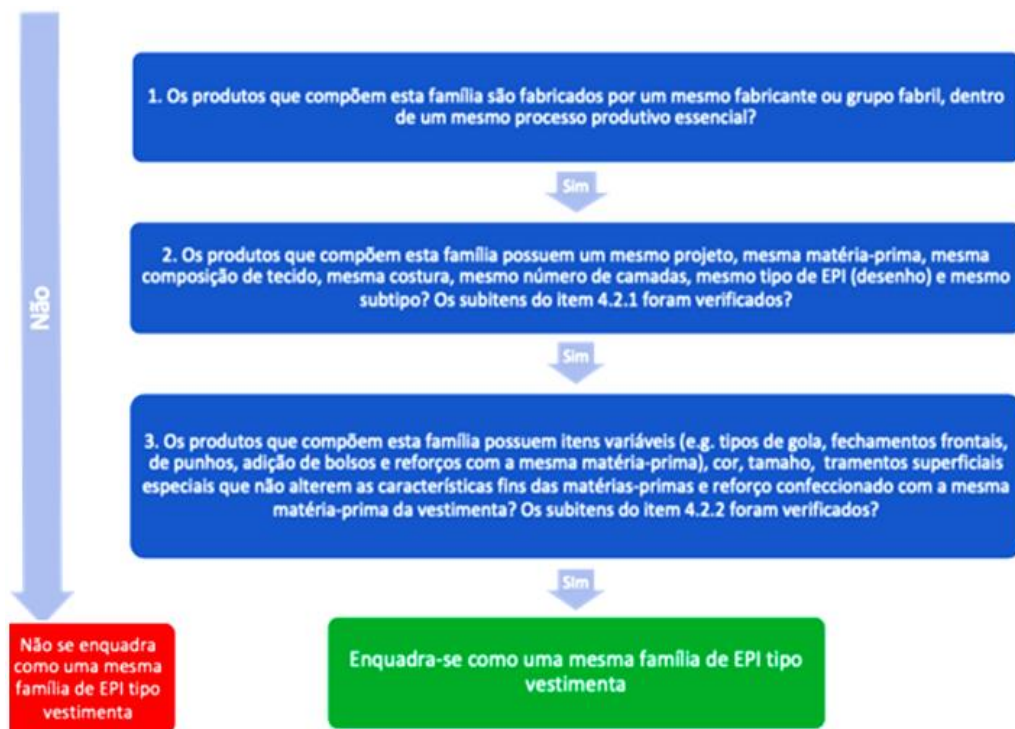 1. Os produtos que compõem esta família são fabricados por um mesmo fabricante ou grupo fabril, dentro
de um mesmo processo produtivo essencial?
Sim
2. Os produtos que compõem esta família possuem um mesmo projeto, mesma matéria-prima, mesma
composição de tecido, mesma costura, mesmo número de camadas, mesmo tipo de EPI (desenho) e mesmo
subtipo? Os subitens do item 4.2.1 foram verificados?
Não
Sim
3. Os produtos que compõem esta família possuem itens variáveis (e.g. tipos de gola, fechamentos frontais,
de punhos, adição de bolsos e reforços com a mesma matéria-prima), cor, tamaho, tramentos superficiais
especiais que não alterem as características fins das matérias-primas e reforço confeccionado com a mesma
matéria-prima da vestimenta? Os subitens do item 4.2.2 foram verificados?
Sim
Não se enquadra
como uma mesma
família de EPI tipo
vestimenta
Enquadra-se como uma mesma família de EPI tipo
vestimenta